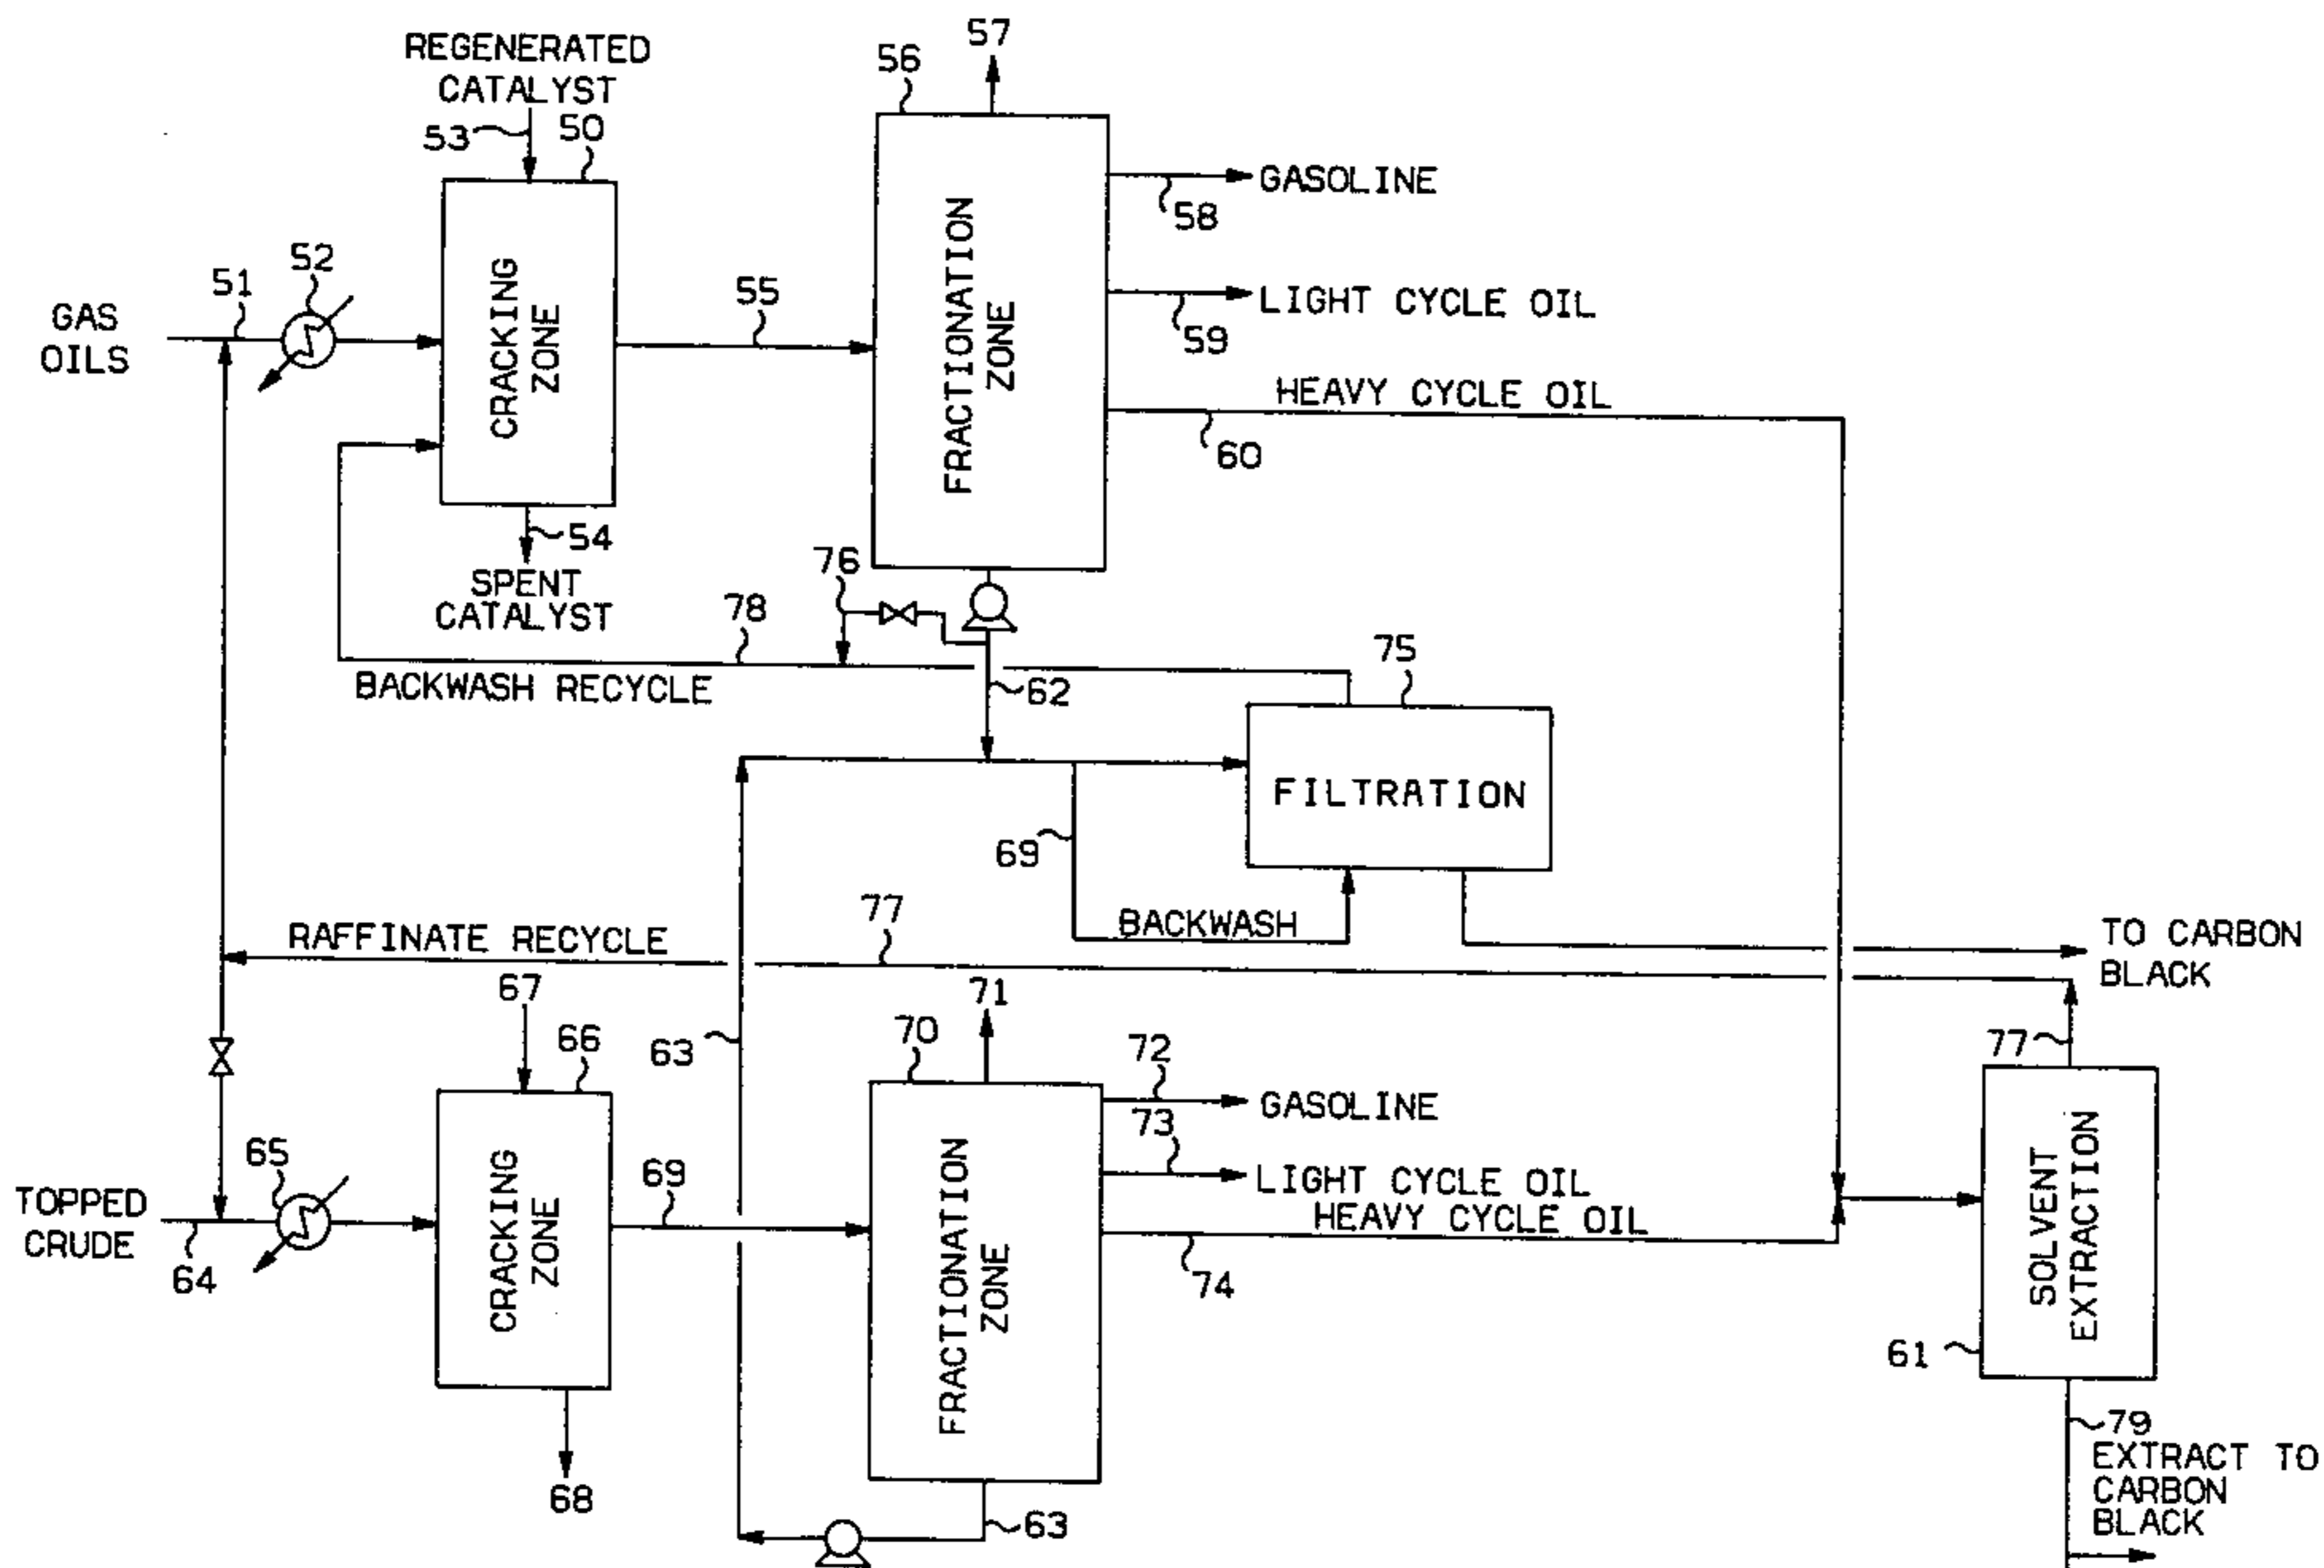 REGENERATED
CATALYST
53
50
56
57
GASOLINE
58
52
51
GAS
OILS
CRACKING
ZONE
55
FRACTIONATION
ZONE
LIGHT CYCLE OIL
59
HEAVY CYCLE OIL
60
54
SPENT
CATALYST
76
78
BACKWASH RECYCLE
62
75
FILTRATION
69
BACKWASH
77
RAFFINATE RECYCLE
TO CARBON
BLACK
67
66
63
70
71
72
GASOLINE
73
LIGHT CYCLE OIL
HEAVY CYCLE OIL
74
77
65
TOPPED
CRUDE
64
CRACKING
ZONE
69
FRACTIONATION
ZONE
SOLVENT
EXTRACTION
61
68
63
79
EXTRACT TO
CARBON
BLACK